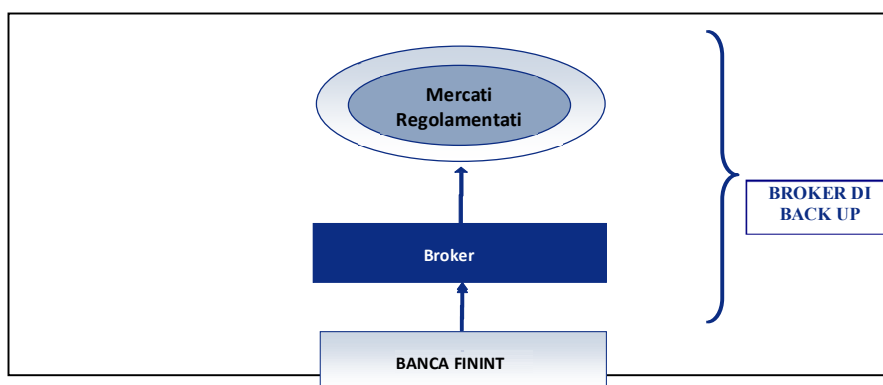 Mercati
Regolamentati
BROKER DI
BACK UP
Broker
BANCA FININT